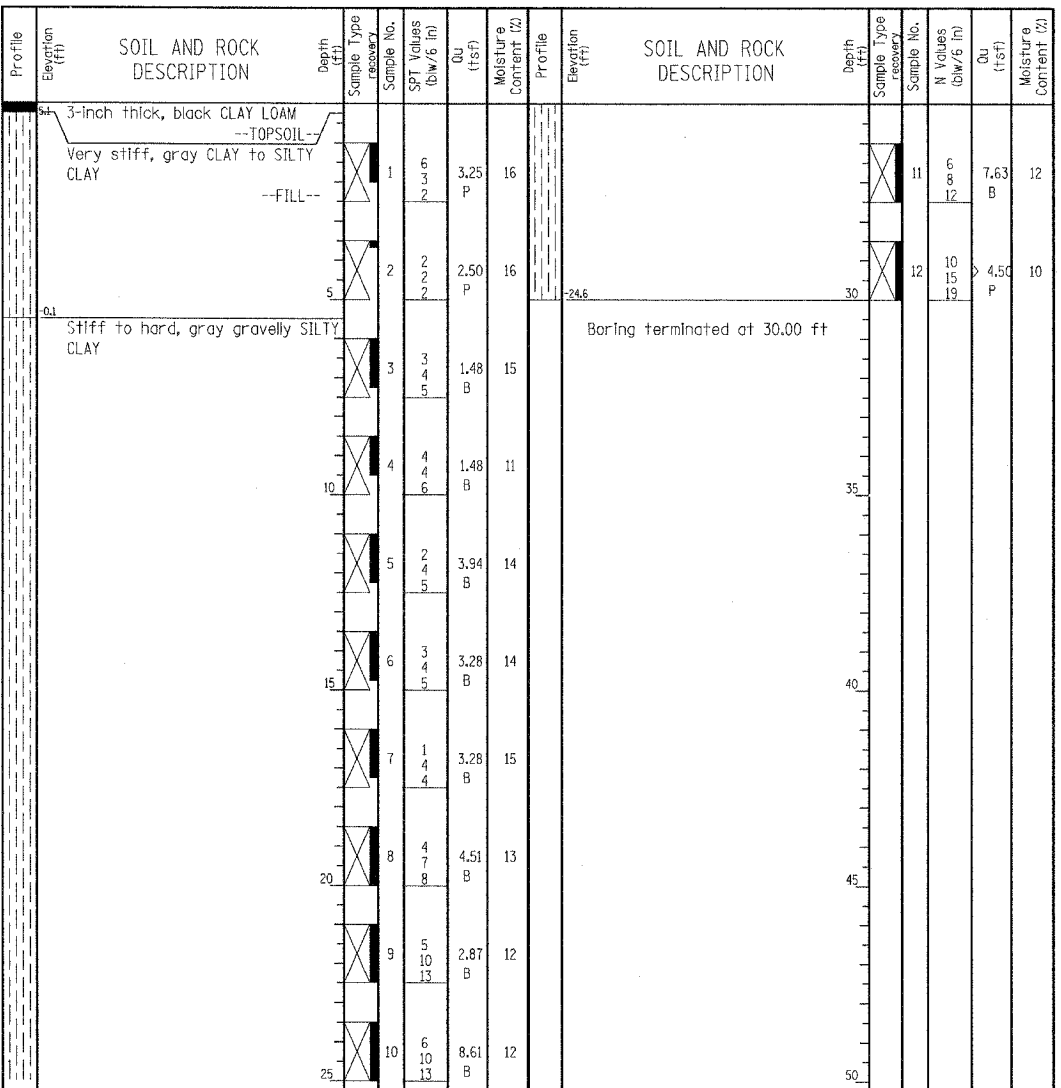 Profile
Elevation (ft)
SOIL AND ROCK
DESCRIPTION
Depth (ft)
Sample Type
recovery
Sample No.
SPT Values
(blw/6 in)
Qu
(tsf)
Moisture
Content (%)
Profile
Elevation (ft)
SOIL AND ROCK
DESCRIPTION
Depth (ft)
Sample Type
recovery
Sample No.
N Values
(blw/6 in)
Qu
(tsf)
Moisture
Content (%)
5.1 3-inch thick, black CLAY LOAM
--TOPSOIL--
Very stiff, gray CLAY to SILTY
CLAY
--FILL--
1 6 3 2 3.25 P 16
2 2 2 2 2.50 P 16
5
-0.1
Stiff to hard, gray gravelly SILTY
CLAY
3 3 4 5 1.48 B 15
4 4 4 6 1.48 B 11
10
5 2 4 5 3.94 B 14
6 3 4 5 3.28 B 14
15
7 1 4 4 3.28 B 15
8 4 7 8 4.51 B 13
20
9 5 10 13 2.87 B 12
10 6 10 13 8.61 B 12
25
11 6 8 12 7.63 B 12
12 10 15 19 > 4.50 P 10
-24.6
30
Boring terminated at 30.00 ft
35
40
45
50